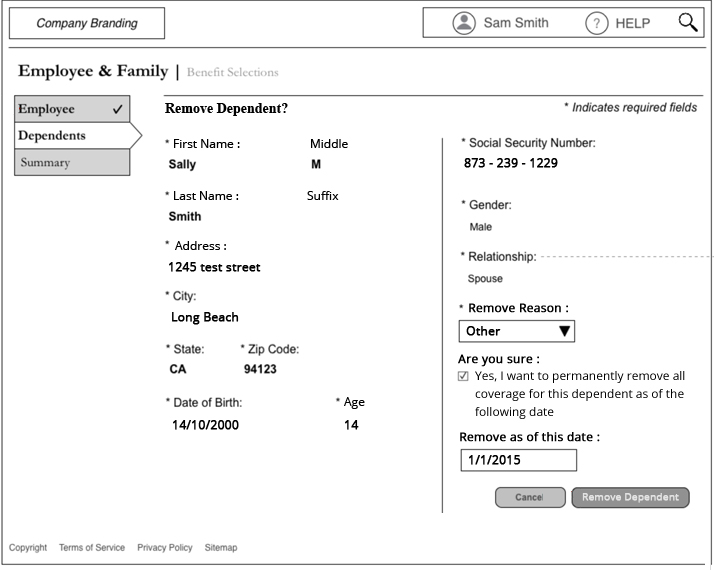 Company Branding
Sam Smith ? HELP
Employee & Family | Benefit Selections
Employee ✓
Dependents
Summary
Remove Dependent?
* Indicates required fields
* First Name : Middle
Sally M
* Last Name : Suffix
Smith
* Address :
1245 test street
* City:
Long Beach
* State: * Zip Code:
CA 94123
* Date of Birth: * Age
14/10/2000 14
* Social Security Number:
873 - 239 - 1229
* Gender:
Male
* Relationship:
Spouse
* Remove Reason :
Other
Are you sure :
Yes, I want to permanently remove all
coverage for this dependent as of the
following date
Remove as of this date :
1/1/2015
Cancel Remove Dependent
Copyright Terms of Service Privacy Policy Sitemap